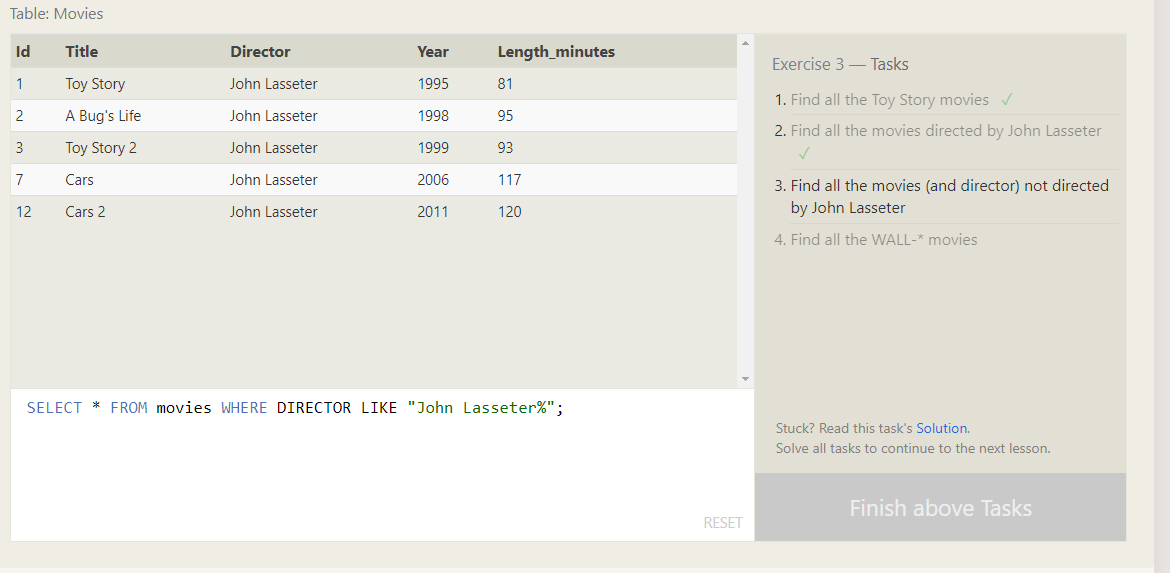 Table: Movies
Id Title Director Year Length_minutes
1 Toy Story John Lasseter 1995 81
2 A Bug's Life John Lasseter 1998 95
3 Toy Story 2 John Lasseter 1999 93
7 Cars John Lasseter 2006 117
12 Cars 2 John Lasseter 2011 120
SELECT * FROM movies WHERE DIRECTOR LIKE "John Lasseter%";
RESET
Exercise 3 — Tasks
1. Find all the Toy Story movies ✓
2. Find all the movies directed by John Lasseter
✓
3. Find all the movies (and director) not directed
by John Lasseter
4. Find all the WALL-* movies
Stuck? Read this task's Solution.
Solve all tasks to continue to the next lesson.
Finish above Tasks